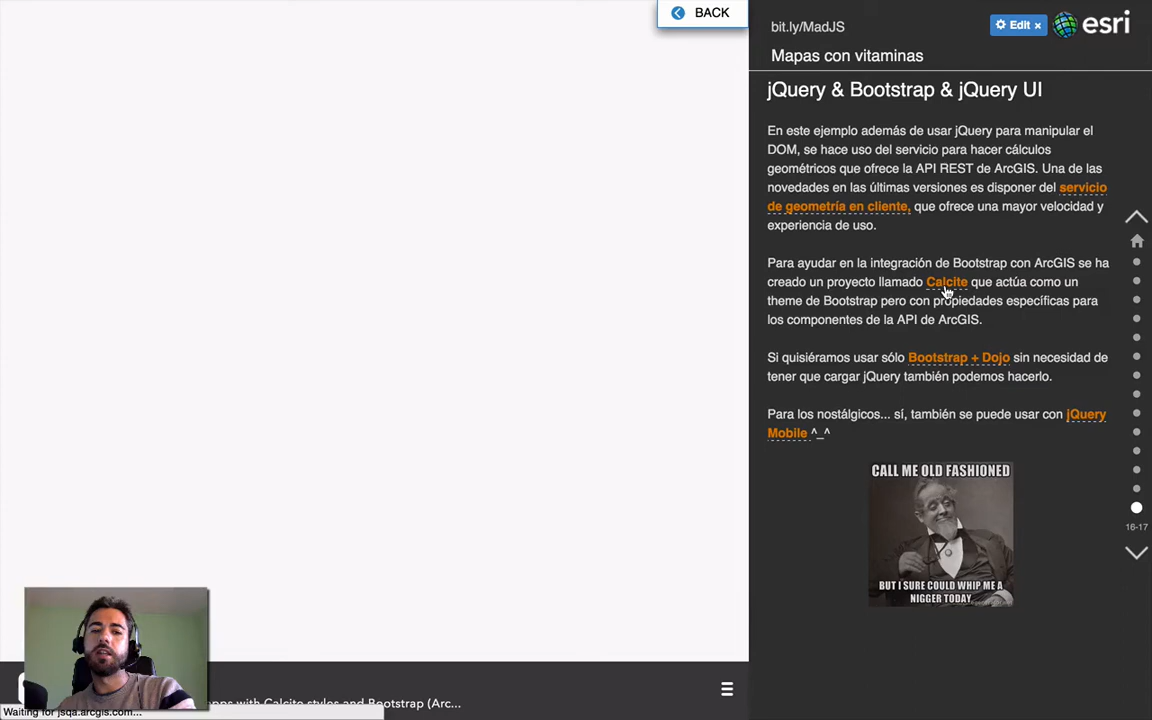 BACK
bit.ly/MadJS
Edit ×
esri
Mapas con vitaminas
jQuery & Bootstrap & jQuery UI
En este ejemplo además de usar jQuery para manipular el
DOM, se hace uso del servicio para hacer cálculos
geométricos que ofrece la API REST de ArcGIS. Una de las
novedades en las últimas versiones es disponer del servicio
de geometría en cliente, que ofrece una mayor velocidad y
experiencia de uso.
Para ayudar en la integración de Bootstrap con ArcGIS se ha
creado un proyecto llamado Calcite que actúa como un
theme de Bootstrap pero con propiedades específicas para
los componentes de la API de ArcGIS.
Si quisiéramos usar sólo Bootstrap + Dojo sin necesidad de
tener que cargar jQuery también podemos hacerlo.
Para los nostálgicos... sí, también se puede usar con jQuery
Mobile ^_^
CALL ME OLD FASHIONED
BUT I SURE COULD WHIP ME A
NIGGER TODAY
16-17
apps with Calcite styles and Bootstrap (Arc...
Waiting for jsqa.arcgis.com...